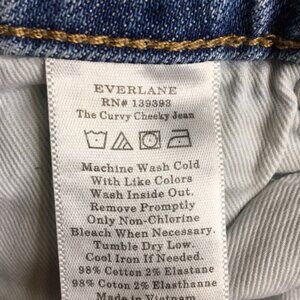 EVERLANE
RN# 139393
The Curvy Cheeky Jean
Machine Wash Cold
With Like Colors
Wash Inside Out.
Remove Promptly
Only Non-Chlorine
Bleach When Necessary.
Tumble Dry Low.
Cool Iron If Needed.
98% Cotton 2% Elastane
98% Cotton 2% Elasthanne
Made in Vietnam